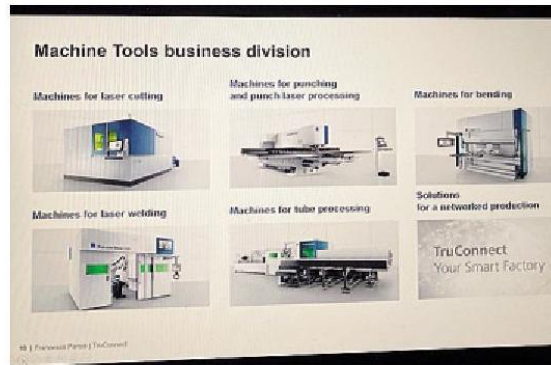 Machine Tools business division
Machines for laser cutting
Machines for punching
and punch laser processing
Machines for bending
Machines for laser welding
Machines for tube processing
Solutions
for a networked production
TruConnect
Your Smart Factory
| TruConnect